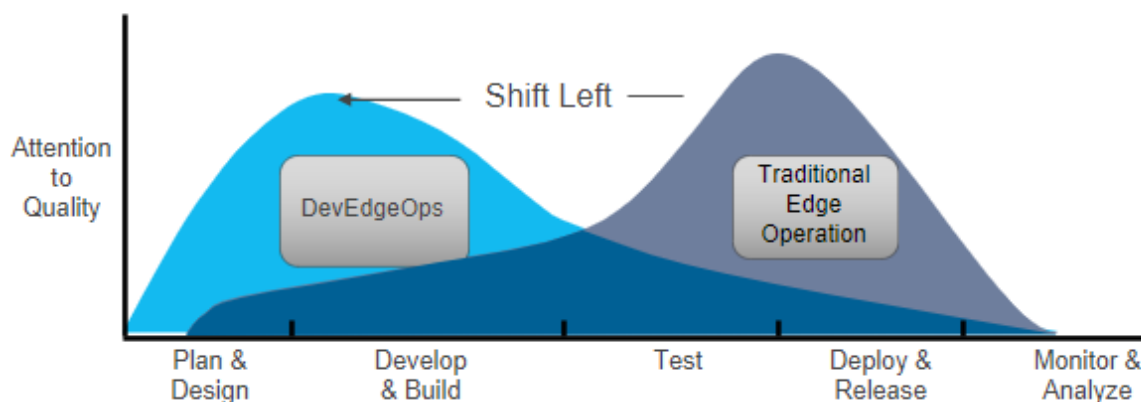 Shift Left
Attention
to
Quality
DevEdgeOps
Traditional
Edge
Operation
Plan &
Design
Develop
& Build
Test
Deploy &
Release
Monitor &
Analyze